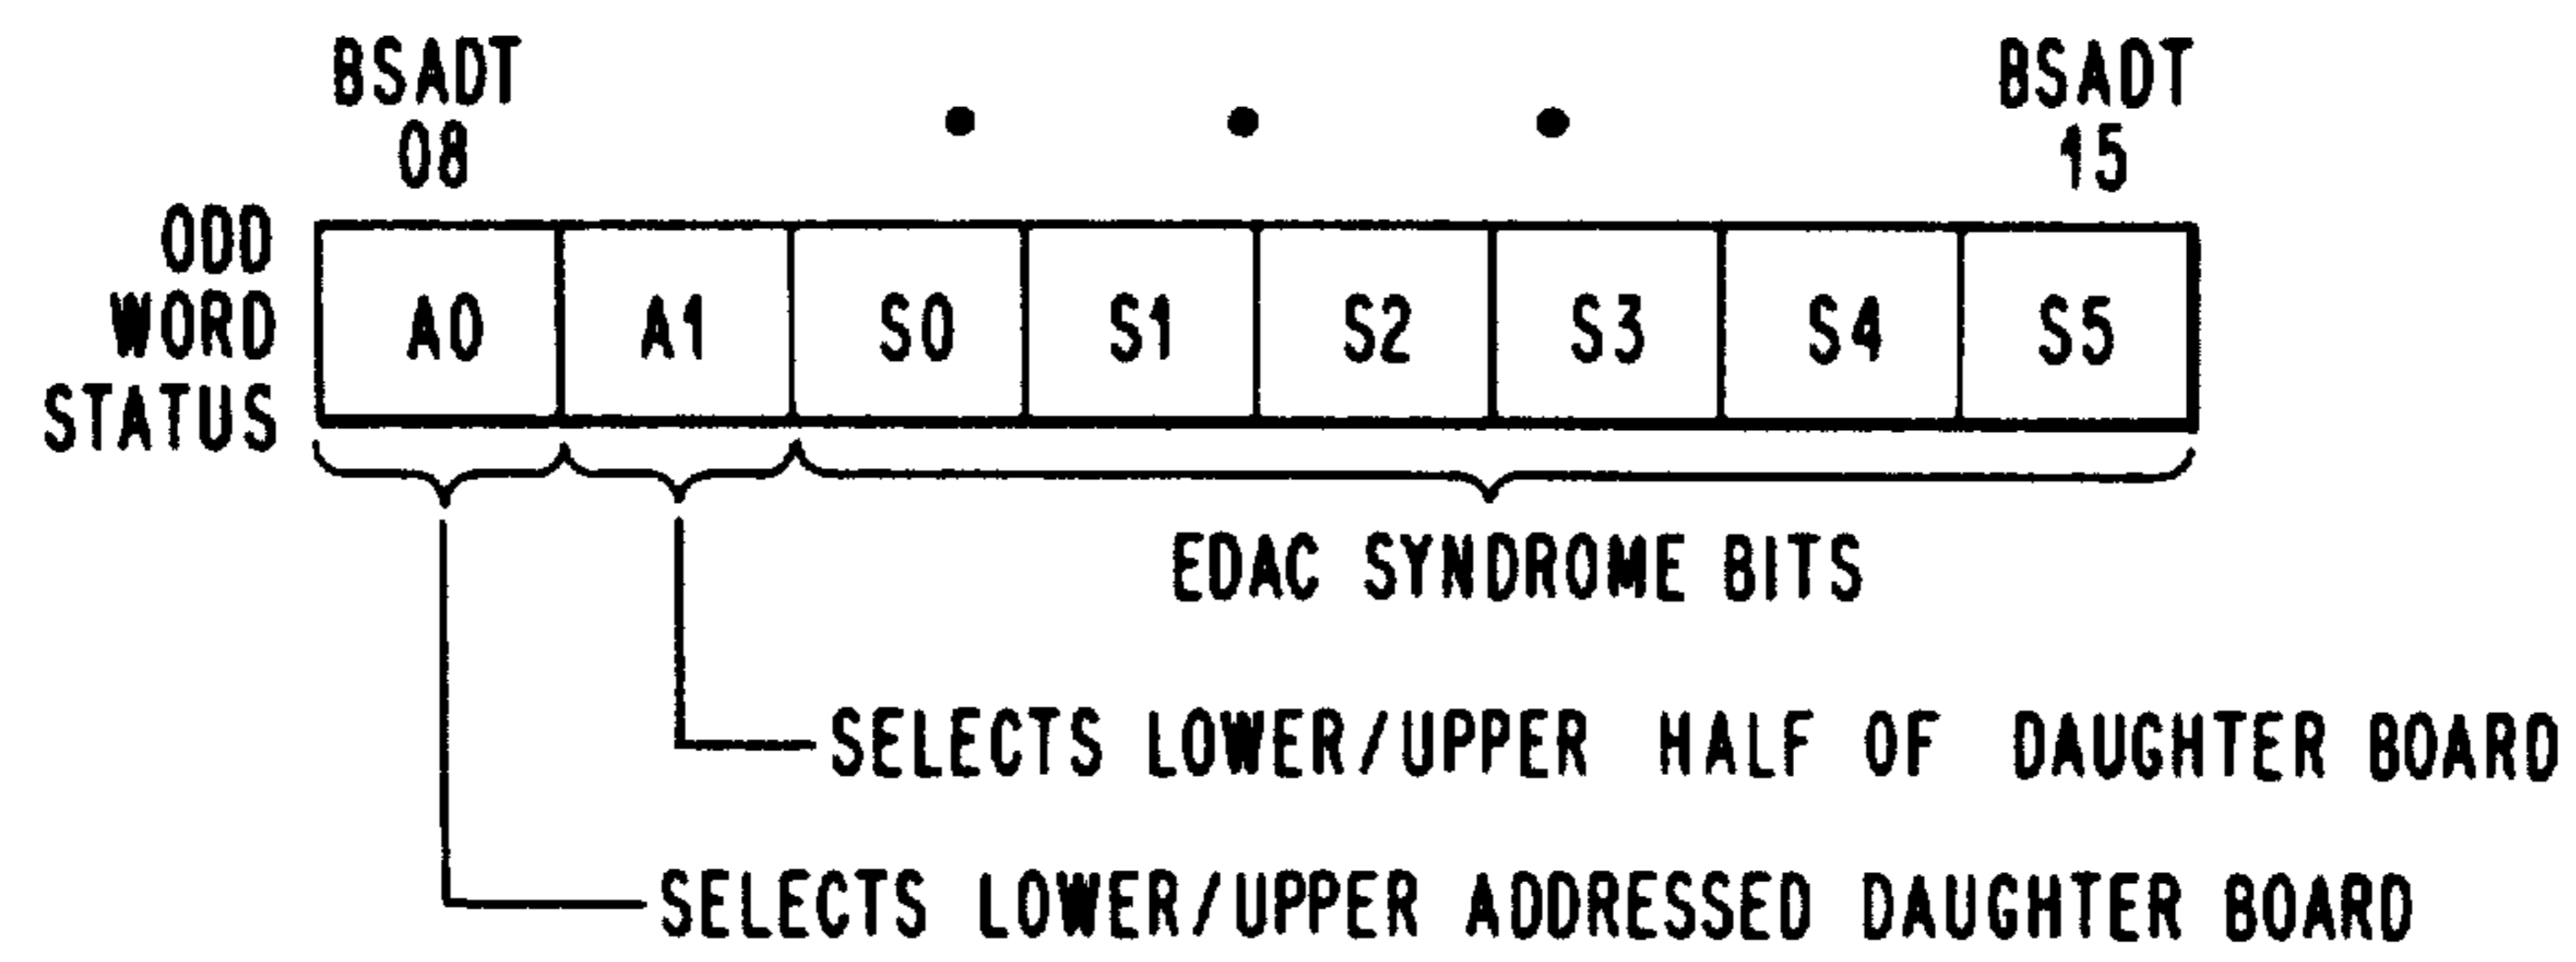 BSADT BSADT
08 15
ODD
WORD
STATUS
A0 A1 S0 S1 S2 S3 S4 S5
EDAC SYNDROME BITS
SELECTS LOWER/UPPER HALF OF DAUGHTER BOARD
SELECTS LOWER/UPPER ADDRESSED DAUGHTER BOARD